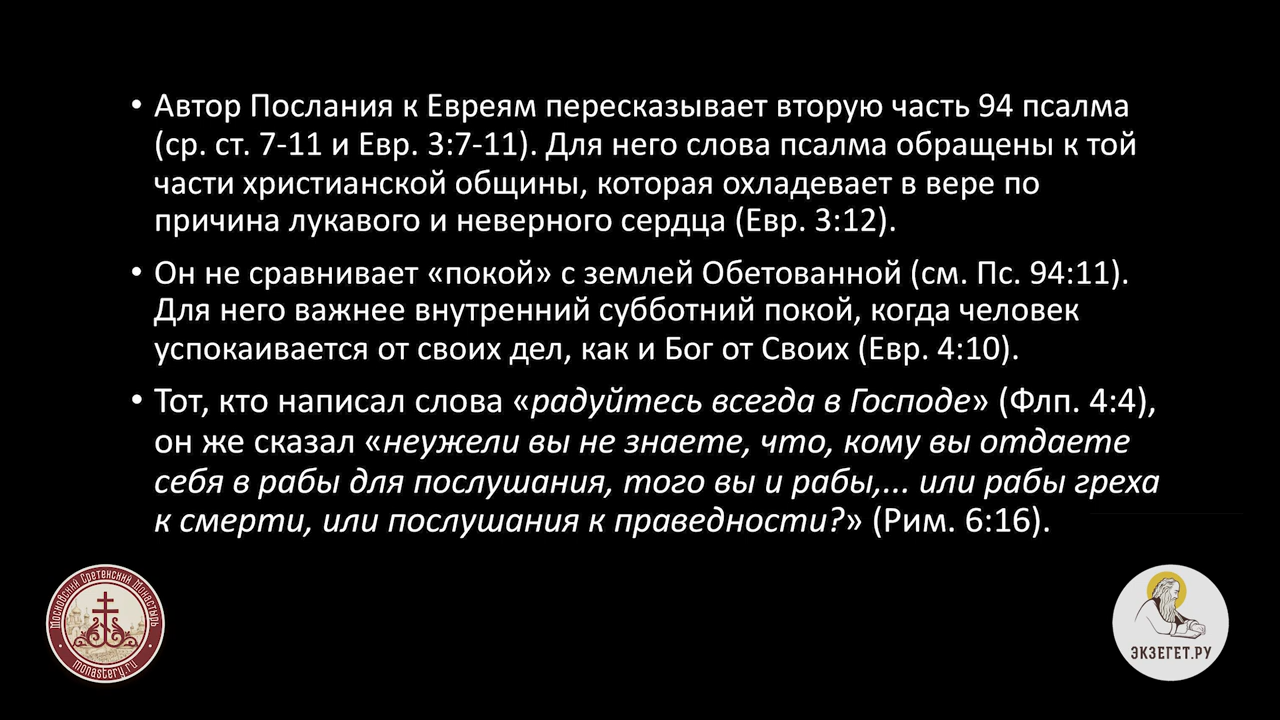 • Автор Послания к Евреям пересказывает вторую часть 94 псалма
(ср. ст. 7-11 и Евр. 3:7-11). Для него слова псалма обращены к той
части христианской общины, которая охладевает в вере по
причина лукавого и неверного сердца (Евр. 3:12).
• Он не сравнивает «покой» с землей Обетованной (см. Пс. 94:11).
Для него важнее внутренний субботний покой, когда человек
успокаивается от своих дел, как и Бог от Своих (Евр. 4:10).
• Тот, кто написал слова «радуйтесь всегда в Господе» (Флп. 4:4),
он же сказал «неужели вы не знаете, что, кому вы отдаете
себя в рабы для послушания, того вы и рабы,... или рабы греха
к смерти, или послушания к праведности?» (Рим. 6:16).
Московский Сретенский Монастырь
monastery.ru
ЭКЗЕГЕТ.РУ